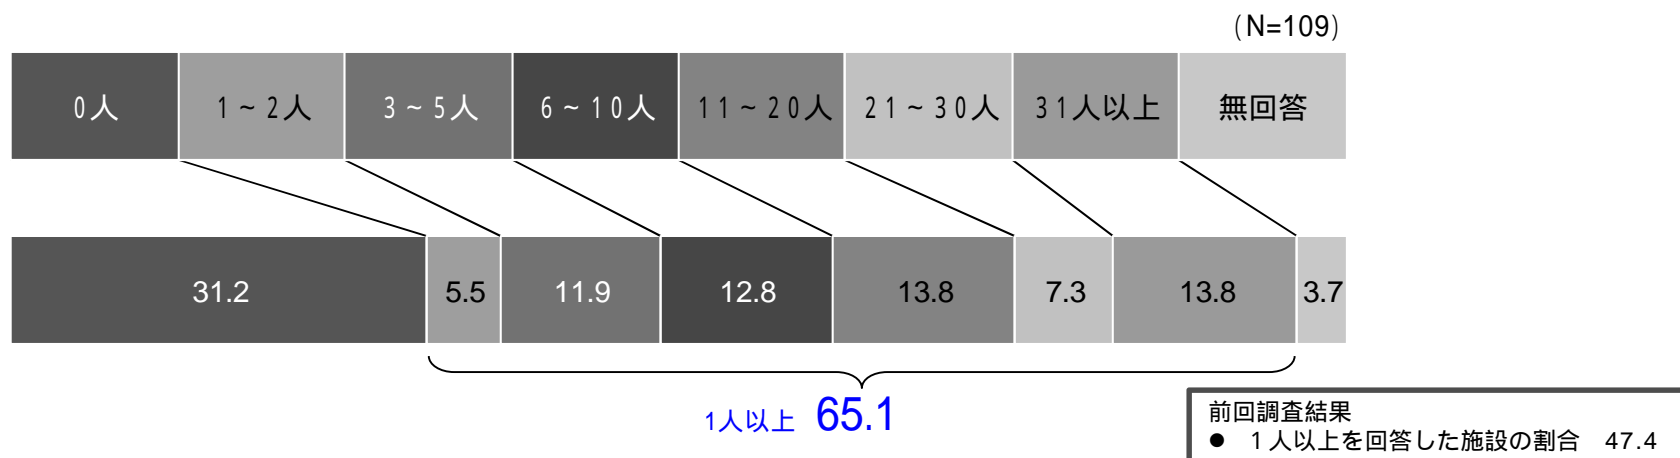 (N=109)
0人 1～2人 3～5人 6～10人 11～20人 21～30人 31人以上 無回答
31.2 5.5 11.9 12.8 13.8 7.3 13.8 3.7
1人以上 65.1
前回調査結果
● 1人以上を回答した施設の割合 47.4